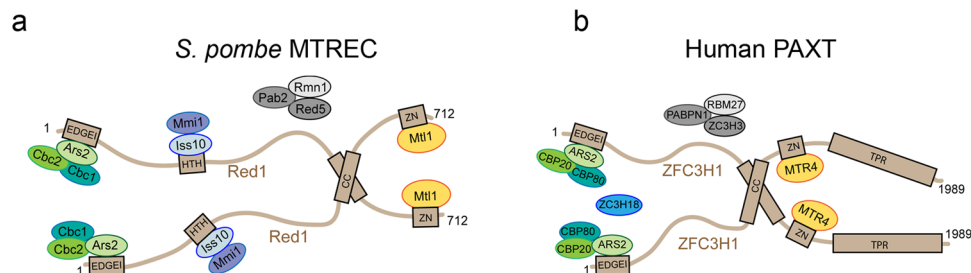 a
S. pombe MTREC
1
EDGEI
Ars2
Cbc2
Cbc1
Mmi1
Iss10
HTH
Red1
Pab2
Rmn1
Red5
CC
ZN
712
Mtl1
Cbc1
Cbc2
Ars2
1
EDGEI
HTH
Iss10
Mmi1
Red1
Mtl1
ZN
712
b
Human PAXT
1
EDGEI
ARS2
CBP20
CBP80
ZFC3H1
PABPN1
RBM27
ZC3H3
CC
ZN
MTR4
TPR
1989
ZC3H18
CBP80
CBP20
ARS2
1
EDGEI
ZFC3H1
MTR4
ZN
TPR
1989